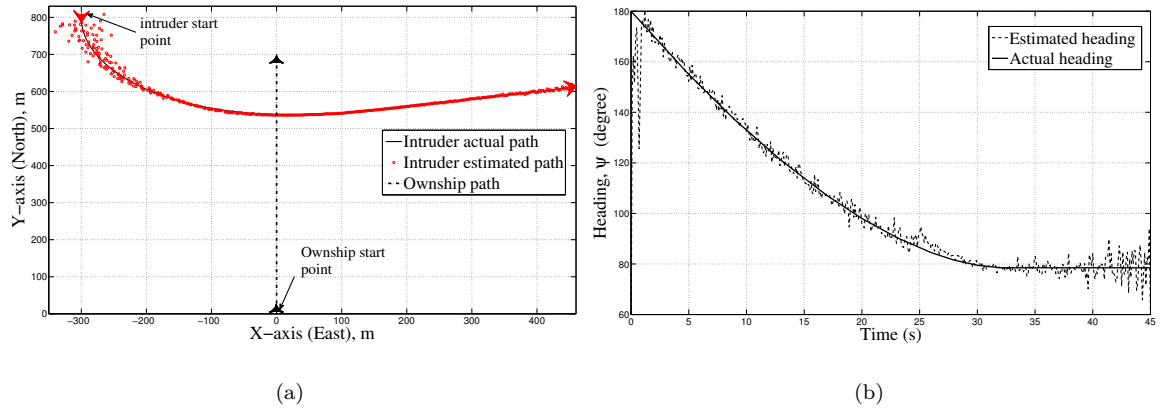 800
700
600
500
400
300
200
100
0
Y−axis (North), m
intruder start
point
Intruder actual path
Intruder estimated path
Ownship path
Ownship start
point
−300
−200
−100
0
100
200
300
400
X−axis (East), m
(a)
180
160
140
120
100
80
60
Heading, Ψ (degree)
Estimated heading
Actual heading
0
5
10
15
20
25
30
35
40
45
Time (s)
(b)